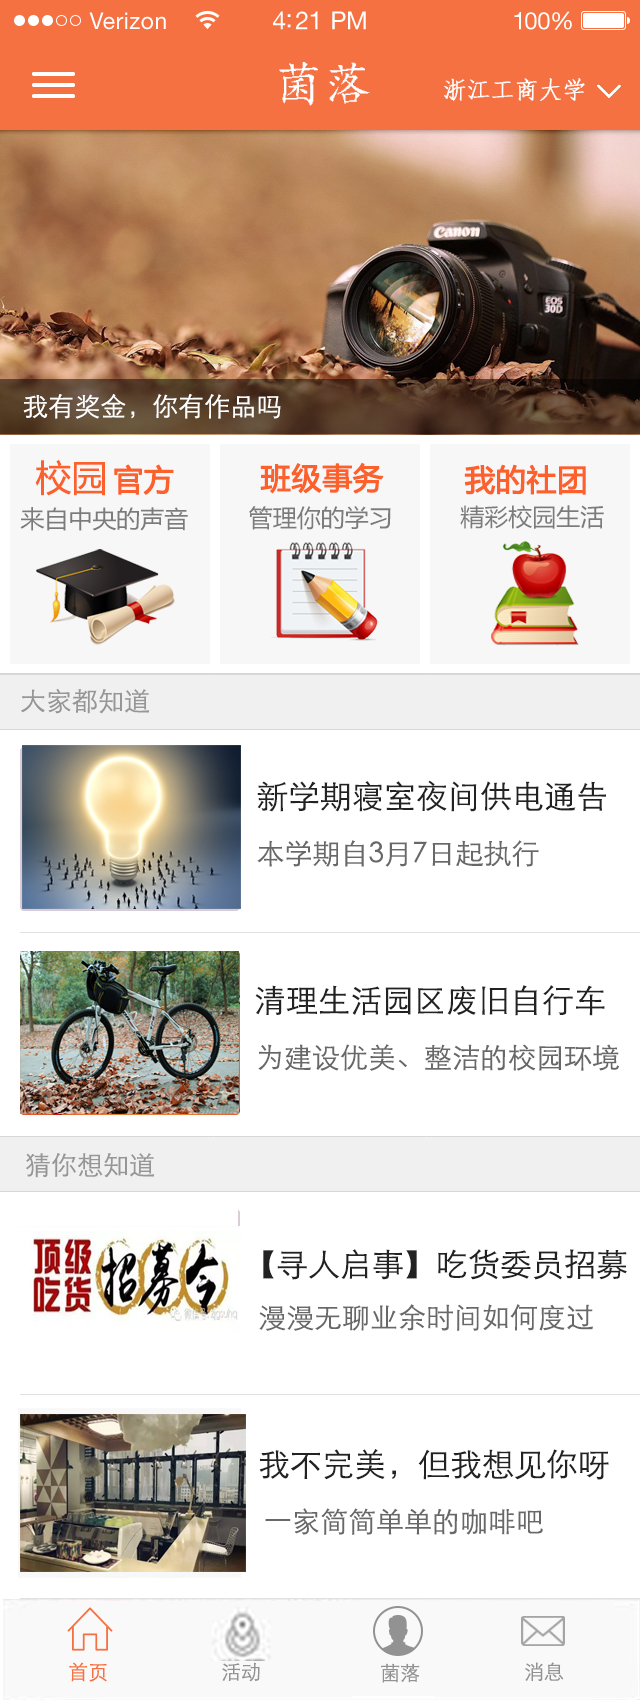 Verizon 4:21 PM 100%
菌落
浙江工商大学
Canon
EOS
30D
我有奖金，你有作品吗
校园官方 班级事务 我的社团
来自中央的声音 管理你的学习 精彩校园生活
大家都知道
新学期寝室夜间供电通告
本学期自3月7日起执行
清理生活园区废旧自行车
为建设优美、整洁的校园环境
猜你想知道
顶级
吃货
招募令
【寻人启事】吃货委员招募
漫漫无聊业余时间如何度过
我不完美，但我想见你呀
一家简简单单的咖啡吧
首页 活动 菌落 消息